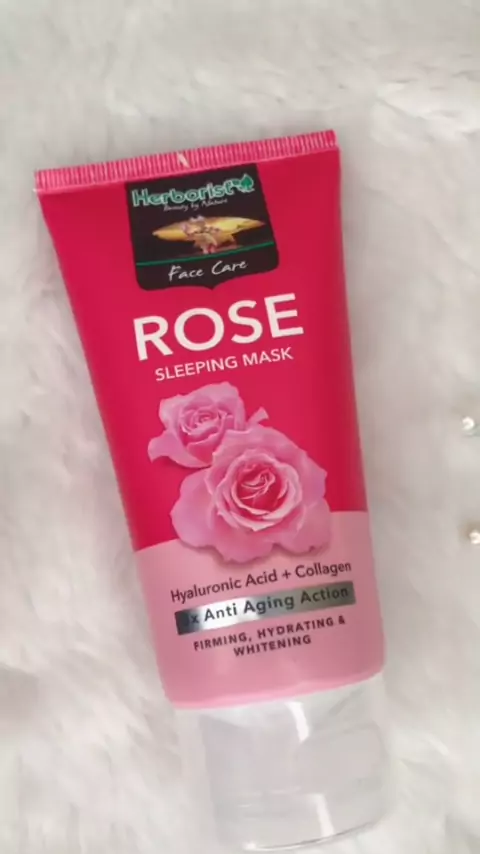 Herborist
Beauty by Nature
Face Care
ROSE
SLEEPING MASK
Hyaluronic Acid + Collagen
Anti Aging Action
FIRMING, HYDRATING &
WHITENING